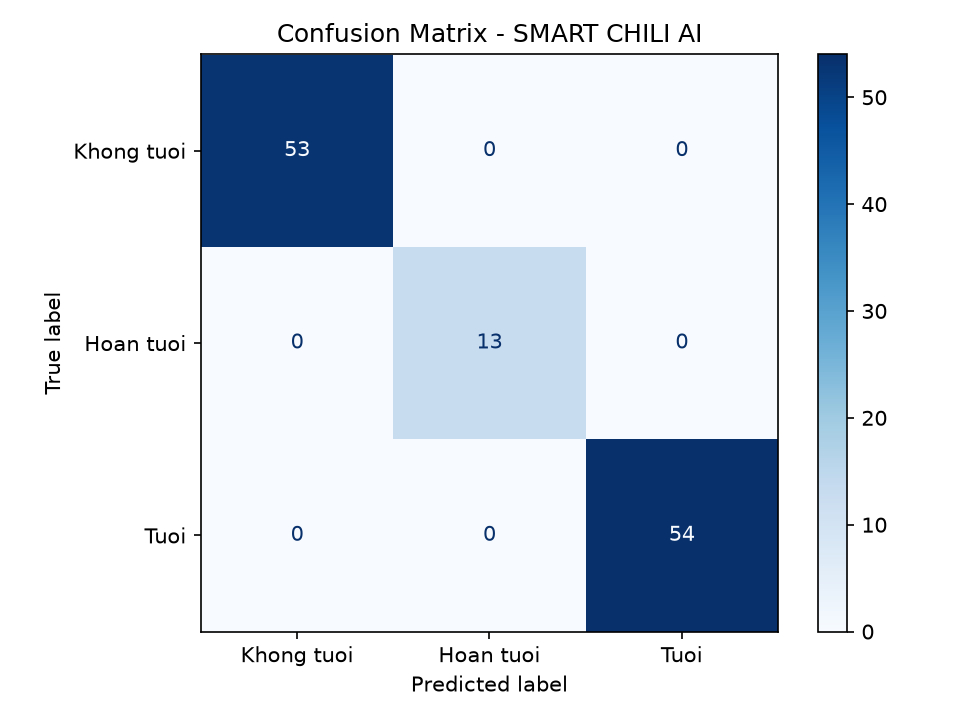 Confusion Matrix - SMART CHILI AI
True label
Khong tuoi
53
0
0
Hoan tuoi
0
13
0
Tuoi
0
0
54
Khong tuoi
Hoan tuoi
Tuoi
Predicted label
50
40
30
20
10
0